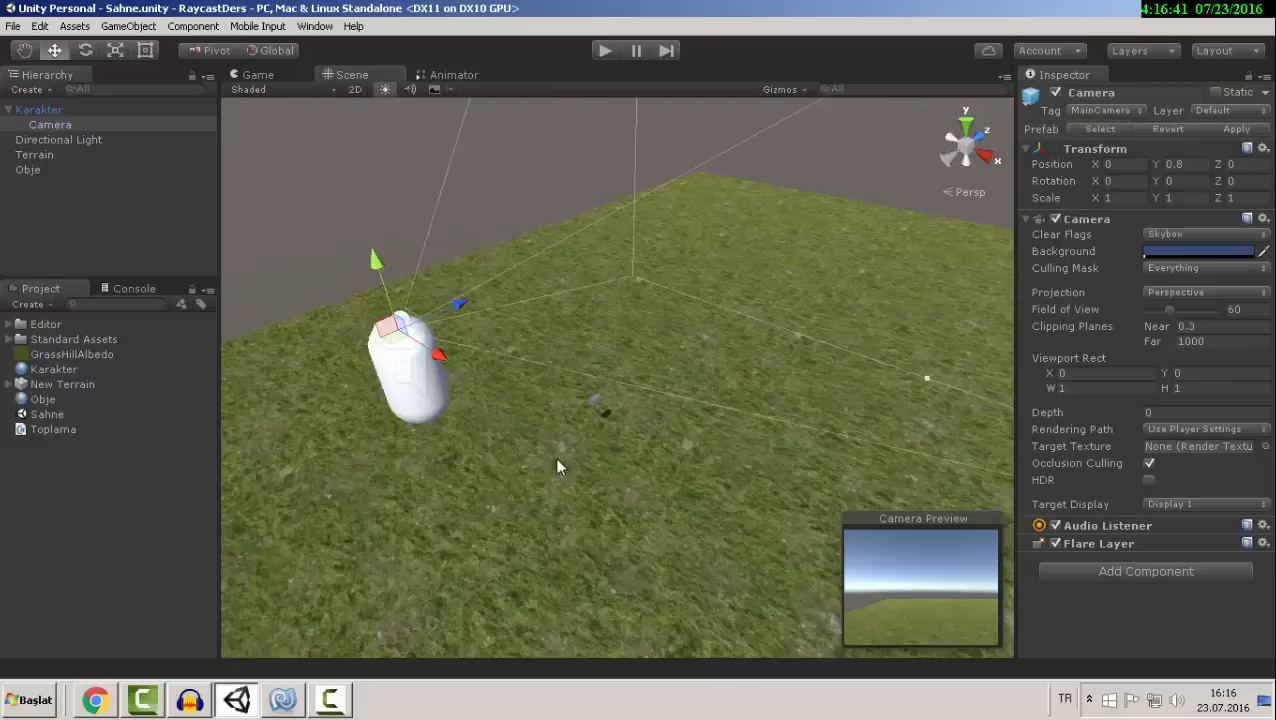 Unity Personal - Sahne.unity - RaycastDers - PC, Mac & Linux Standalone <DX11 on DX10 GPU>
4:16:41 07/23/2016
File Edit Assets GameObject Component Mobile Input Window Help
Pivot Global Account Layers Layout
Hierarchy
Create All
Karakter
Camera
Directional Light
Terrain
Obje
Project Console
Create
Editor
Standard Assets
GrassHillAlbedo
Karakter
New Terrain
Obje
Sahne
Toplama
Game Scene Animator
Shaded 2D Gizmos All
y
z
x
Persp
Camera Preview
Inspector
Camera Static
Tag MainCamera Layer Default
Prefab Select Revert Apply
Transform
Position X 0 Y 0.8 Z 0
Rotation X 0 Y 0 Z 0
Scale X 1 Y 1 Z 1
Camera
Clear Flags Skybox
Background
Culling Mask Everything
Projection Perspective
Field of View 60
Clipping Planes Near 0.3
Far 1000
Viewport Rect
X 0 Y 0
W 1 H 1
Depth 0
Rendering Path Use Player Settings
Target Texture None (Render Textu
Occlusion Culling
HDR
Target Display Display 1
Audio Listener
Flare Layer
Add Component
Başlat
TR
16:16
23.07.2016